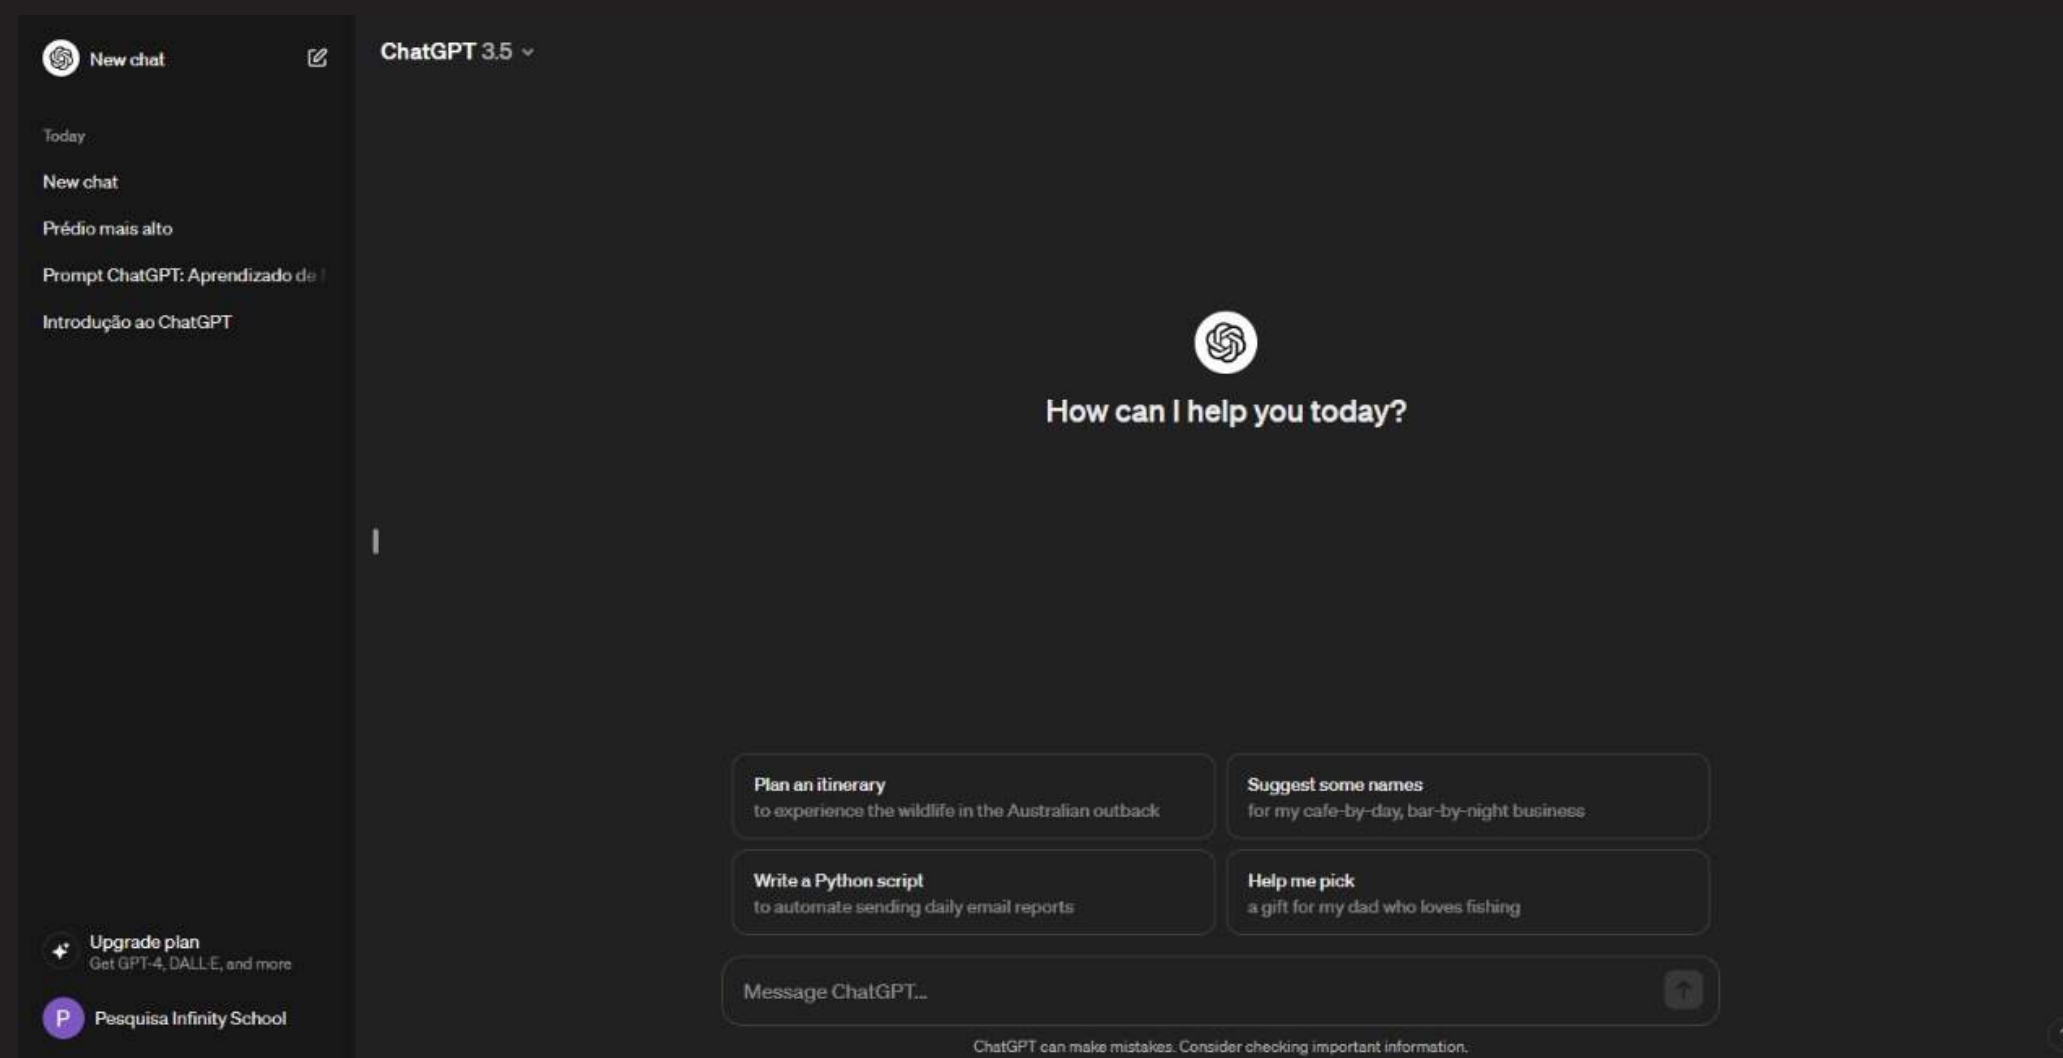 New chat
Today
New chat
Prédio mais alto
Prompt ChatGPT: Aprendizado de
Introdução ao ChatGPT
Upgrade plan
Get GPT-4, DALL·E, and more
P
Pesquisa Infinity School
ChatGPT 3.5
How can I help you today?
Plan an itinerary
to experience the wildlife in the Australian outback
Suggest some names
for my cafe-by-day, bar-by-night business
Write a Python script
to automate sending daily email reports
Help me pick
a gift for my dad who loves fishing
Message ChatGPT...
ChatGPT can make mistakes. Consider checking important information.